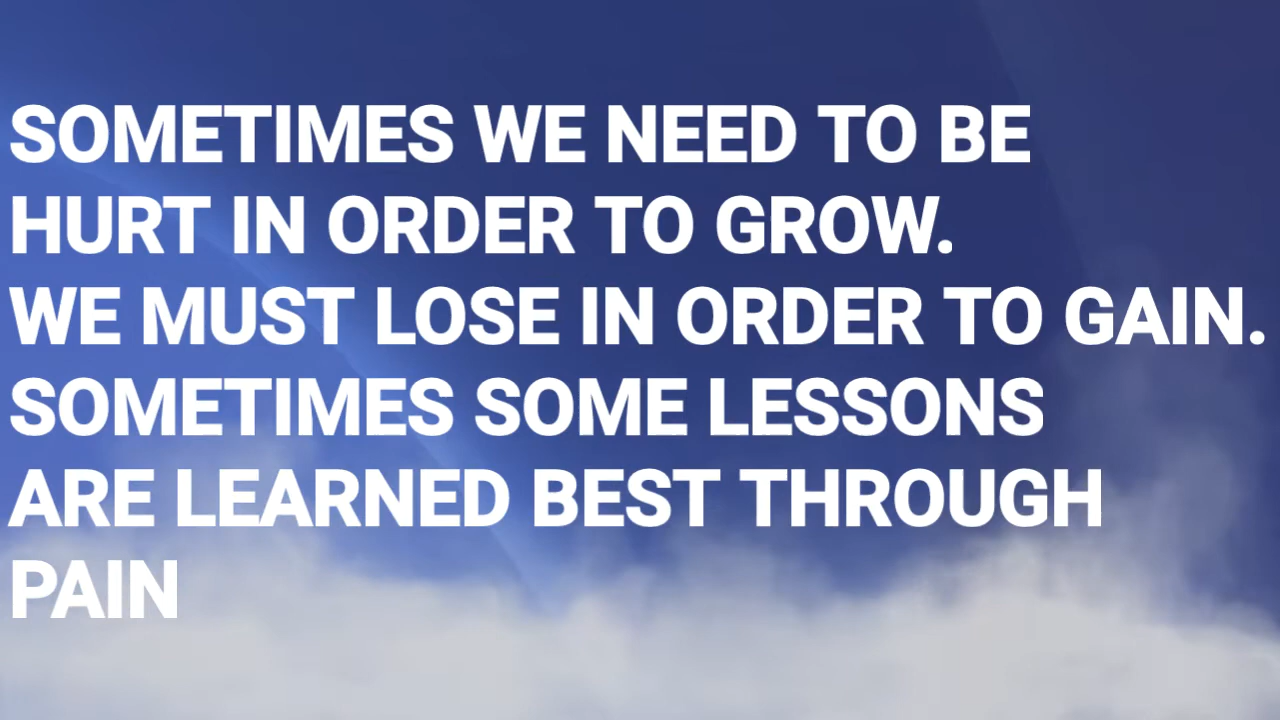 SOMETIMES WE NEED TO BE
HURT IN ORDER TO GROW.
WE MUST LOSE IN ORDER TO GAIN.
SOMETIMES SOME LESSONS
ARE LEARNED BEST THROUGH
PAIN